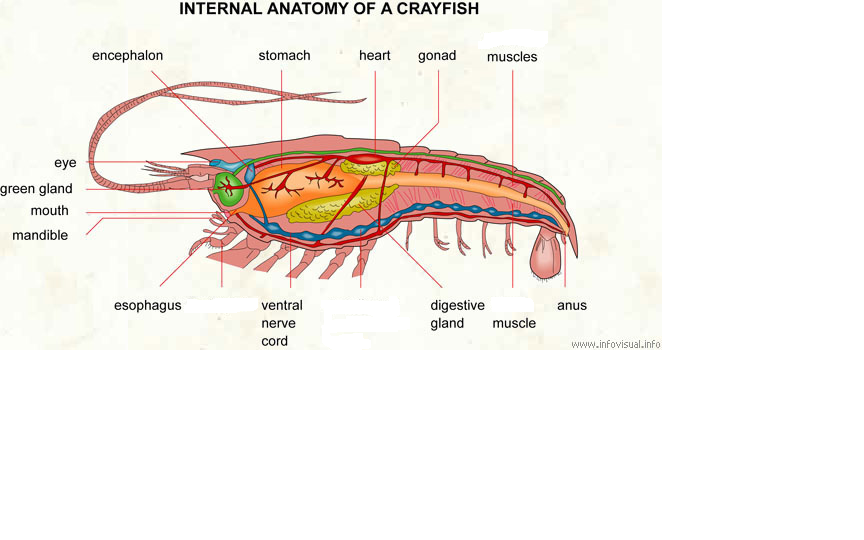 INTERNAL ANATOMY OF A CRAYFISH
encephalon
stomach
heart
gonad
muscles
eye
green gland
mouth
mandible
esophagus
ventral
nerve
cord
digestive
gland
muscle
anus
www.infovisual.info